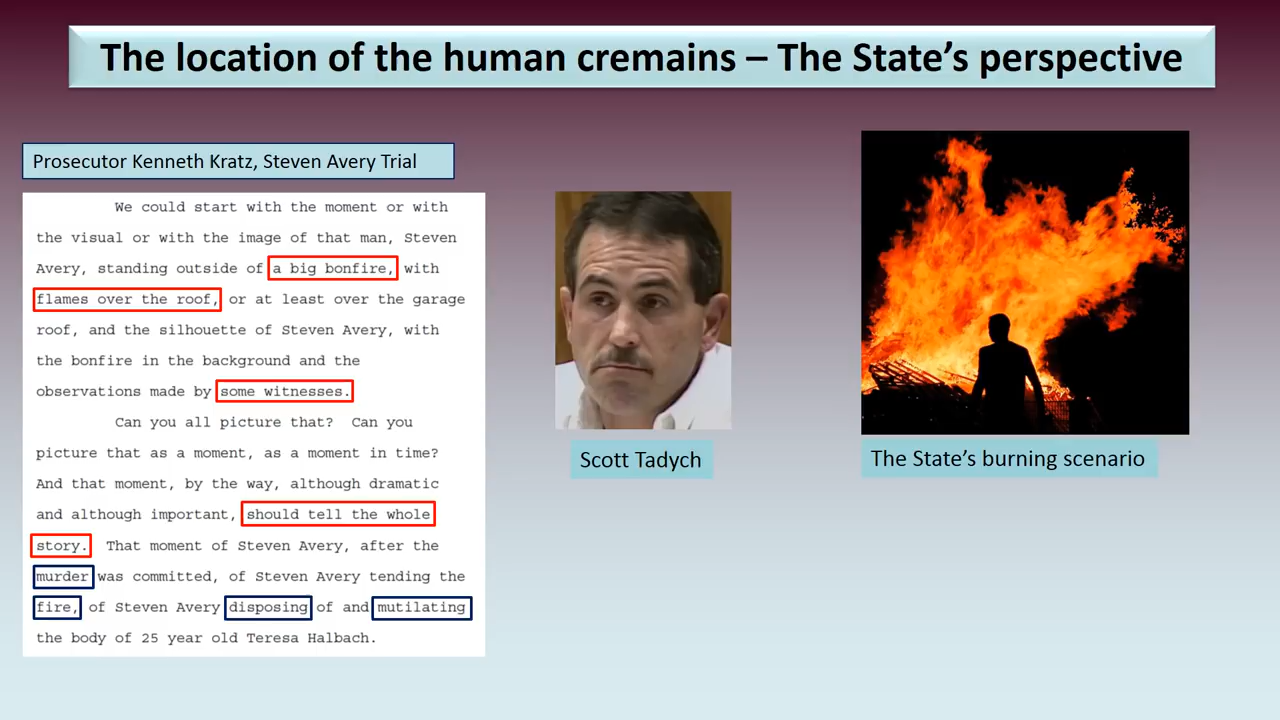 The location of the human cremains – The State's perspective
Prosecutor Kenneth Kratz, Steven Avery Trial
We could start with the moment or with
the visual or with the image of that man, Steven
Avery, standing outside of a big bonfire, with
flames over the roof, or at least over the garage
roof, and the silhouette of Steven Avery, with
the bonfire in the background and the
observations made by some witnesses.
Can you all picture that? Can you
picture that as a moment, as a moment in time?
And that moment, by the way, although dramatic
and although important, should tell the whole
story. That moment of Steven Avery, after the
murder was committed, of Steven Avery tending the
fire, of Steven Avery disposing of and mutilating
the body of 25 year old Teresa Halbach.
Scott Tadych
The State's burning scenario